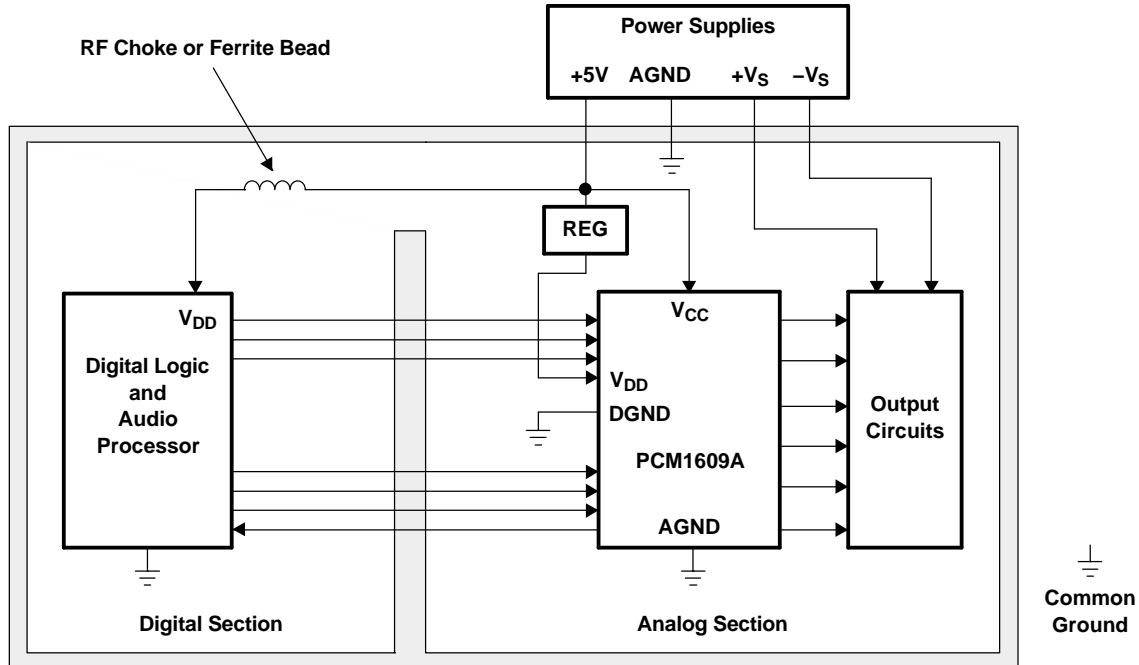 Power Supplies
RF Choke or Ferrite Bead
+5V AGND +VS –VS
REG
VDD
VCC
Digital Logic
and
Audio
Processor
VDD
DGND
Output
Circuits
PCM1609A
AGND
Digital Section
Analog Section
Common
Ground